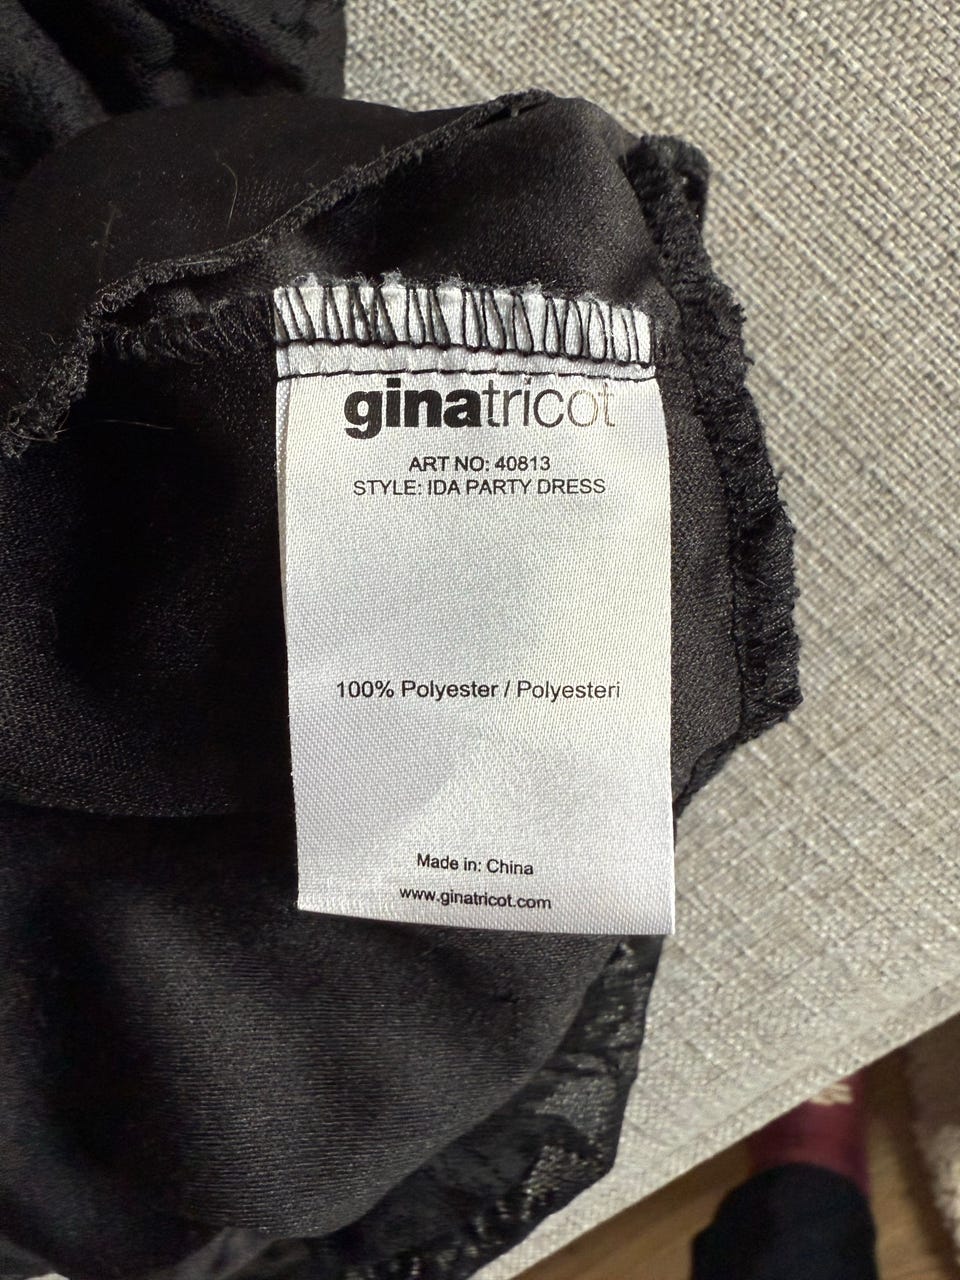 ginatricot
ART NO: 40813
STYLE: IDA PARTY DRESS
100% Polyester / Polyesteri
Made in: China
www.ginatricot.com